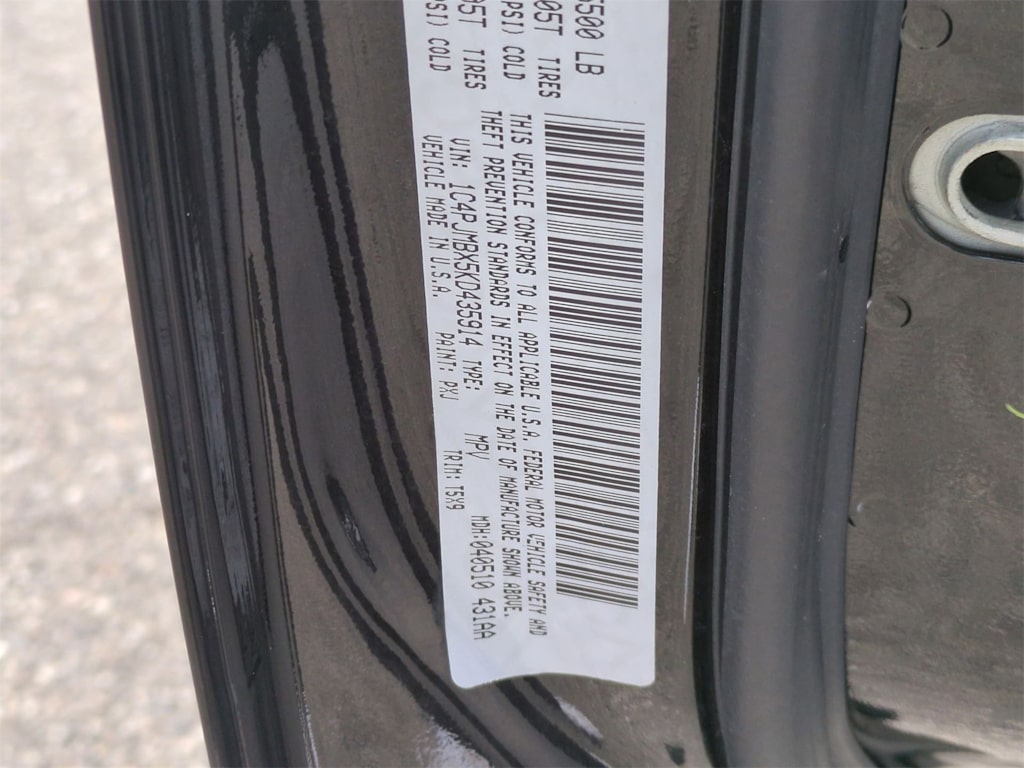 500 LB
05T TIRES
PSI) COLD
05T TIRES
PSI) COLD
THIS VEHICLE CONFORMS TO ALL APPLICABLE U.S.A. FEDERAL MOTOR VEHICLE SAFETY AND
THEFT PREVENTION STANDARDS IN EFFECT ON THE DATE OF MANUFACTURE SHOWN ABOVE.
VIN: 1C4PJMBX5KD435914 TYPE: MPV MDH:040510 431AA
VEHICLE MADE IN U.S.A. PAINT: PXJ TRIM: T5X9